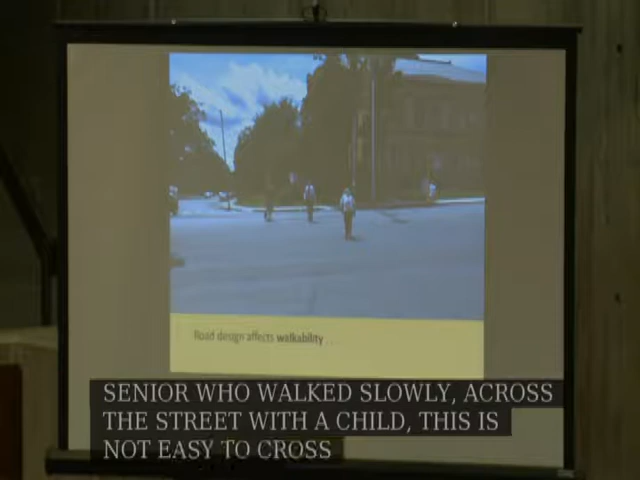 Road design affects walkability . . .
SENIOR WHO WALKED SLOWLY, ACROSS
THE STREET WITH A CHILD, THIS IS
NOT EASY TO CROSS